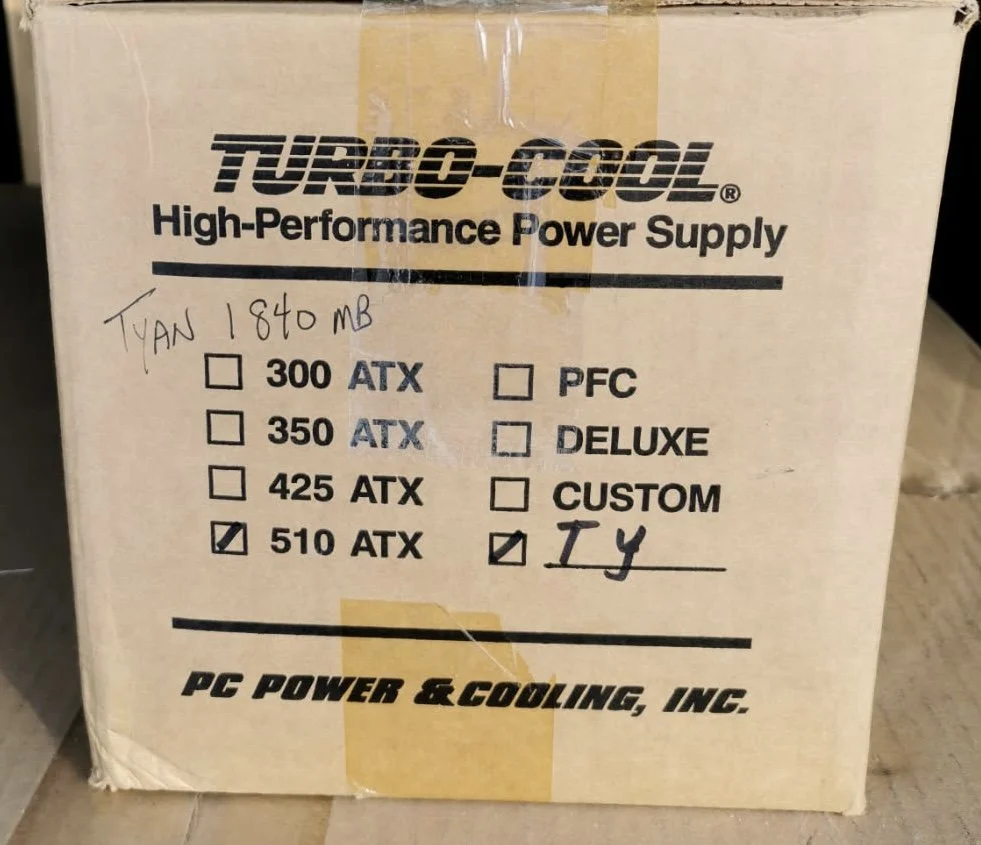 TURBO-COOL®
High-Performance Power Supply
TYAN 1840 MB
300 ATX
PFC
350 ATX
DELUXE
425 ATX
CUSTOM
510 ATX
TY
PC POWER & COOLING, INC.